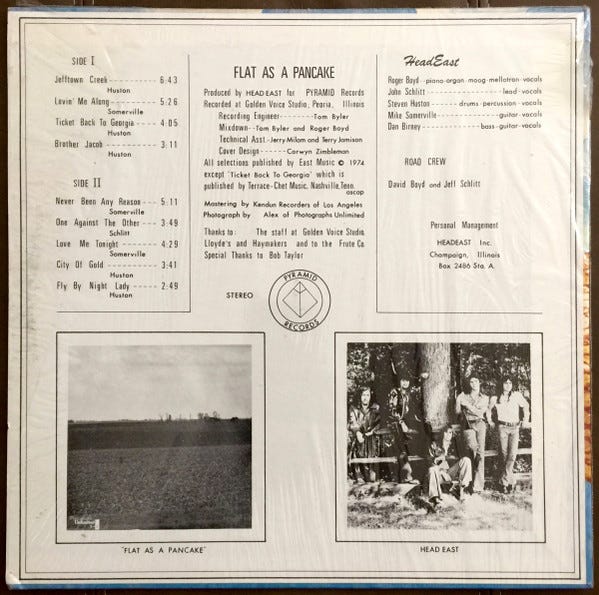 SIDE I
Jefftown Creek 6:43
Huston
Lovin' Me Along 5:26
Somerville
Ticket Back To Georgia 4:05
Huston
Brother Jacob 3:11
Huston
SIDE II
Never Been Any Reason 5:11
Somerville
One Against The Other 3:49
Schlitt
Love Me Tonight 4:29
Somerville
City Of Gold 3:41
Huston
Fly By Night Lady 2:49
Huston
FLAT AS A PANCAKE
Produced by HEAD EAST for PYRAMID Records
Recorded at Golden Voice Studio, Peoria, Illinois
Recording Engineer Tom Byler
Mixdown Tom Byler and Roger Boyd
Technical Asst. Jerry Milam and Terry Jamison
Cover Design Corwyn Zimbleman
All selections published by East Music © 1974
except 'Ticket Back To Georgia' which is
published by Terrace-Chet Music, Nashville, Tenn.
ascap
Mastering by Kendun Recorders of Los Angeles
Photograph by Alex of Photographs Unlimited
Thanks to: The staff at Golden Voice Studio
Lloyde's and Haymakers and to the Frute Co.
Special Thanks to Bob Taylor
STEREO
PYRAMID
RECORDS
HeadEast
Roger Boyd piano-organ-moog-mellotron-vocals
John Schlitt lead-vocals
Steven Huston drums-percussion-vocals
Mike Somerville guitar-vocals
Dan Birney bass-guitar-vocals
ROAD CREW
David Boyd and Jeff Schlitt
Personal Management
HEADEAST Inc.
Champaign, Illinois
Box 2486 Sta. A.
"FLAT AS A PANCAKE"
HEAD EAST